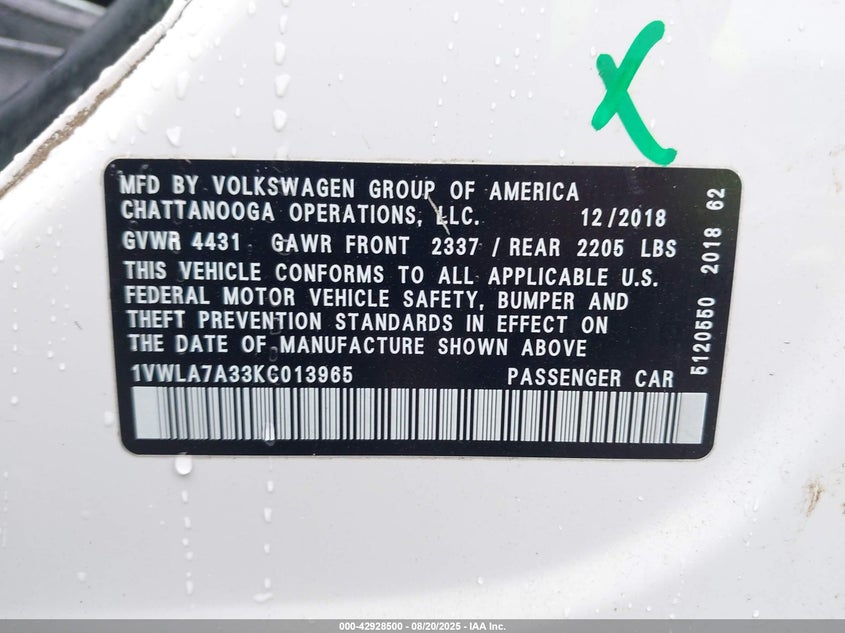 X
MFD BY VOLKSWAGEN GROUP OF AMERICA
CHATTANOOGA OPERATIONS, LLC. 12/2018
GVWR 4431 GAWR FRONT 2337 / REAR 2205 LBS
THIS VEHICLE CONFORMS TO ALL APPLICABLE U.S.
FEDERAL MOTOR VEHICLE SAFETY, BUMPER AND
THEFT PREVENTION STANDARDS IN EFFECT ON
THE DATE OF MANUFACTURE SHOWN ABOVE
1VWLA7A33KC013965 PASSENGER CAR
5120550 2018 62
000-42928500 - 08/20/2025 - IAA Inc.